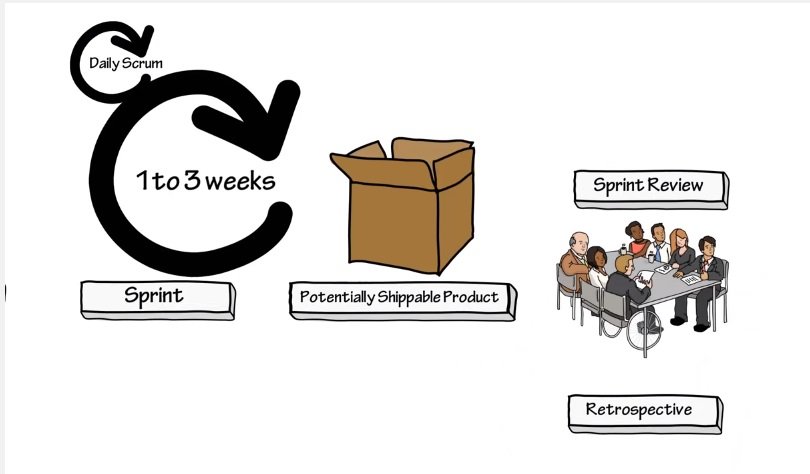 Daily Scrum
1 to 3 weeks
Sprint
Potentially Shippable Product
Sprint Review
Retrospective